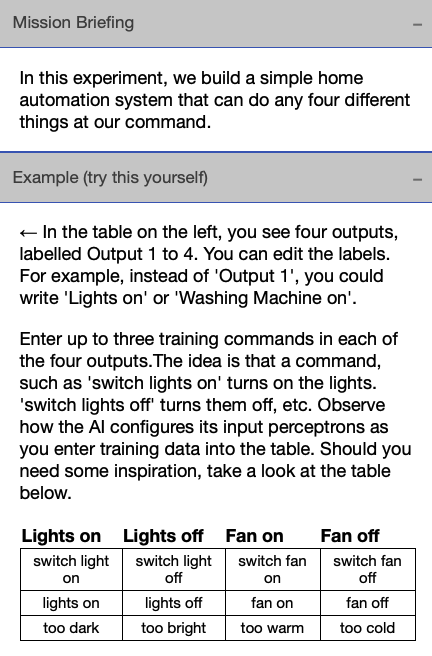 Mission Briefing –
In this experiment, we build a simple home
automation system that can do any four different
things at our command.
Example (try this yourself) –
← In the table on the left, you see four outputs,
labelled Output 1 to 4. You can edit the labels.
For example, instead of 'Output 1', you could
write 'Lights on' or 'Washing Machine on'.
Enter up to three training commands in each of
the four outputs.The idea is that a command,
such as 'switch lights on' turns on the lights.
'switch lights off' turns them off, etc. Observe
how the AI configures its input perceptrons as
you enter training data into the table. Should you
need some inspiration, take a look at the table
below.
Lights on Lights off Fan on Fan off
switch light on switch light off switch fan on switch fan off
lights on lights off fan on fan off
too dark too bright too warm too cold